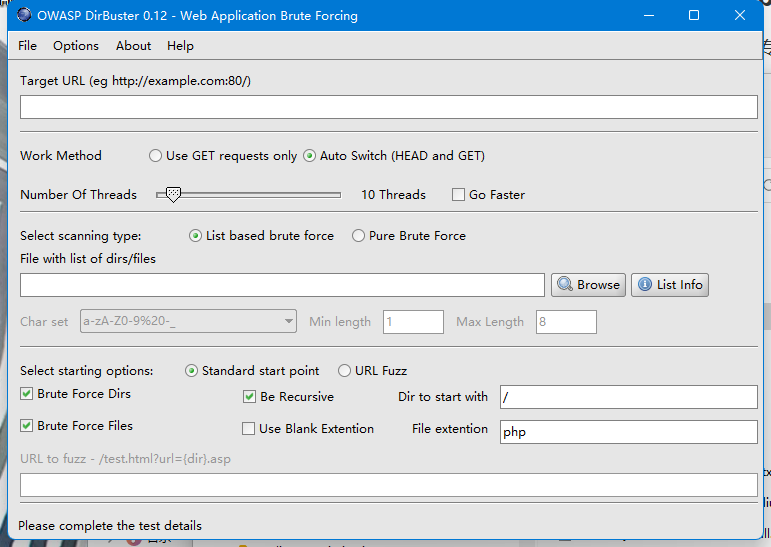 OWASP DirBuster 0.12 - Web Application Brute Forcing
File Options About Help
Target URL (eg http://example.com:80/)
Work Method Use GET requests only Auto Switch (HEAD and GET)
Number Of Threads 10 Threads Go Faster
Select scanning type: List based brute force Pure Brute Force
File with list of dirs/files
Browse List Info
Char set a-zA-Z0-9%20-_ Min length 1 Max Length 8
Select starting options: Standard start point URL Fuzz
Brute Force Dirs Be Recursive Dir to start with /
Brute Force Files Use Blank Extention File extention php
URL to fuzz - /test.html?url={dir}.asp
Please complete the test details